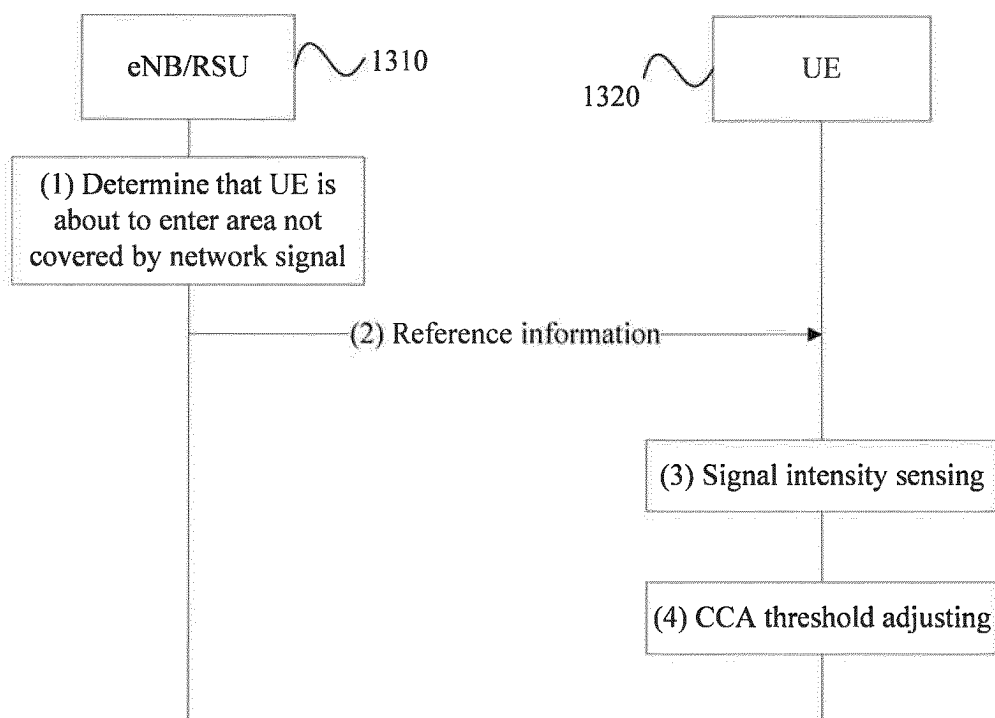 eNB/RSU
1310
1320
UE
(1) Determine that UE is
about to enter area not
covered by network signal
(2) Reference information
(3) Signal intensity sensing
(4) CCA threshold adjusting